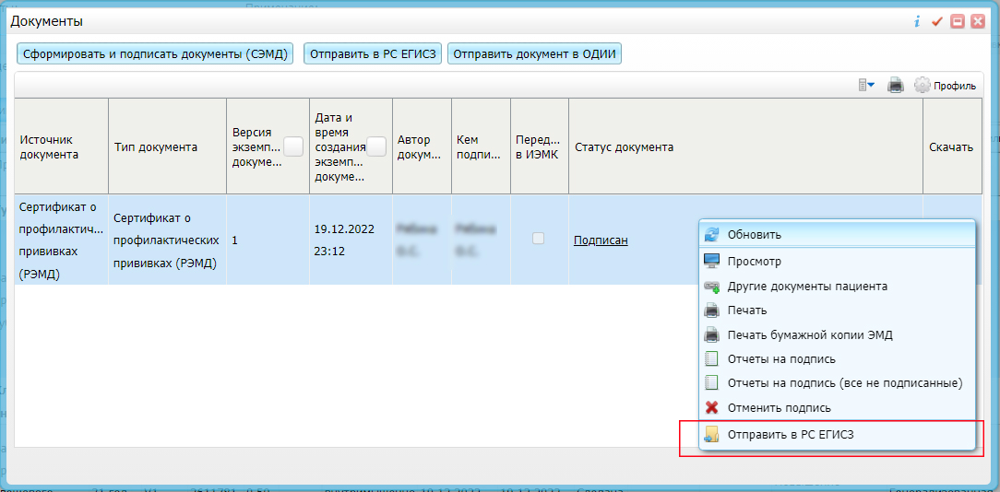 Документы
Сформировать и подписать документы (СЭМД) Отправить в РС ЕГИСЗ Отправить документ в ОДИИ
Профиль
Источник
документа
Тип документа
Версия
экземп...
докуме...
Дата и
время
создания
экземп...
докуме...
Автор
докум...
Кем
подпи...
Перед...
в ИЭМК
Статус документа
Скачать
Сертификат о
профилактич...
прививках
(РЭМД)
Сертификат о
профилактических
прививках (РЭМД)
1
19.12.2022
23:12
Подписан
Обновить
Просмотр
Другие документы пациента
Печать
Печать бумажной копии ЭМД
Отчеты на подпись
Отчеты на подпись (все не подписанные)
Отменить подпись
Отправить в РС ЕГИСЗ